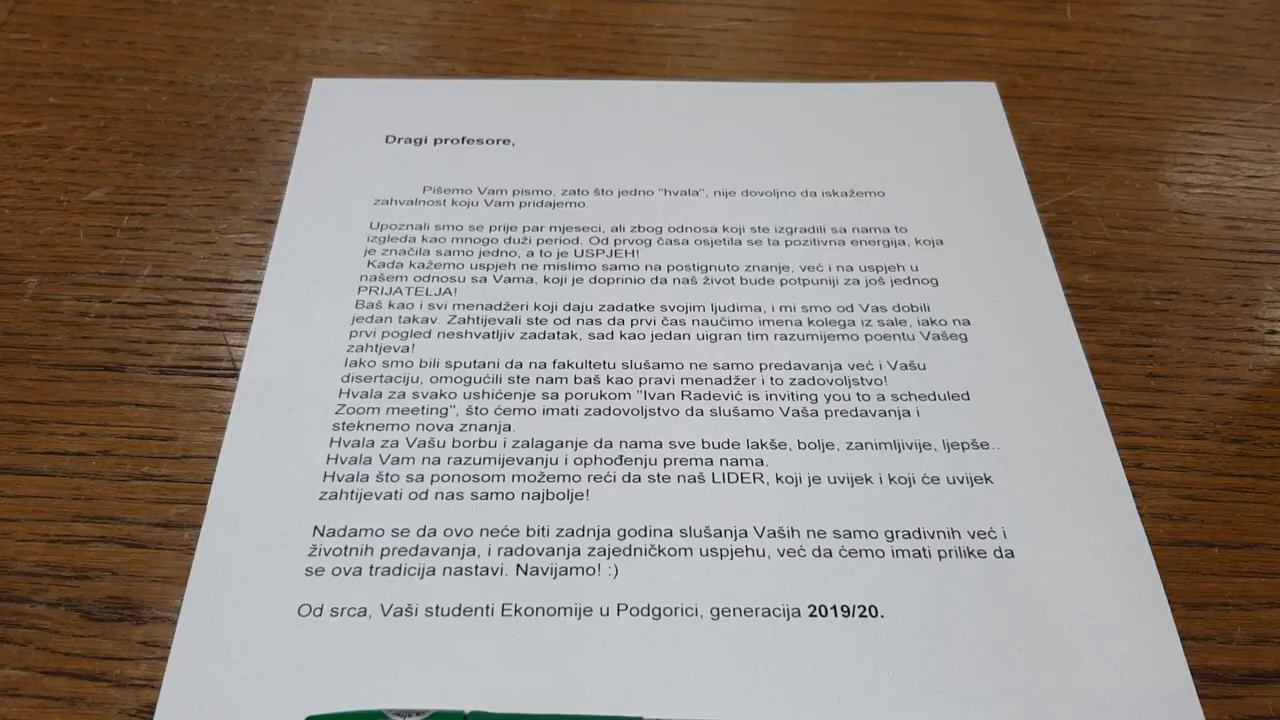 Dragi profesore,
Pišemo Vam pismo, zato što jedno "hvala", nije dovoljno da iskažemo
zahvalnost koju Vam pridajemo.
Upoznali smo se prije par mjeseci, ali zbog odnosa koji ste izgradili sa nama to
izgleda kao mnogo duži period. Od prvog časa osjetila se ta pozitivna energija, koja
je značila samo jedno, a to je USPJEH!
Kada kažemo uspjeh ne mislimo samo na postignuto znanje, već i na uspjeh u
našem odnosu sa Vama, koji je doprinio da naš život bude potpuniji za još jednog
PRIJATELJA!
Baš kao i svi menadžeri koji daju zadatke svojim ljudima, i mi smo od Vas dobili
jedan takav. Zahtijevali ste od nas da prvi čas naučimo imena kolega iz sale, iako na
prvi pogled neshvatljiv zadatak, sad kao jedan uigran tim razumijemo poentu Vašeg
zahtjeva!
Iako smo bili sputani da na fakultetu slušamo ne samo predavanja već i Vašu
disertaciju, omogućili ste nam baš kao pravi menadžer i to zadovoljstvo!
Hvala za svako ushićenje sa porukom "Ivan Radević is inviting you to a scheduled
Zoom meeting", što ćemo imati zadovoljstvo da slušamo Vaša predavanja i
steknemo nova znanja.
Hvala za Vašu borbu i zalaganje da nama sve bude lakše, bolje, zanimljivije, ljepše..
Hvala Vam na razumijevanju i ophođenju prema nama.
Hvala što sa ponosom možemo reći da ste naš LIDER, koji je uvijek i koji će uvijek
zahtijevati od nas samo najbolje!
Nadamo se da ovo neće biti zadnja godina slušanja Vaših ne samo gradivnih već i
životnih predavanja, i radovanja zajedničkom uspjehu, već da ćemo imati prilike da
se ova tradicija nastavi. Navijamo! :)
Od srca, Vaši studenti Ekonomije u Podgorici, generacija 2019/20.